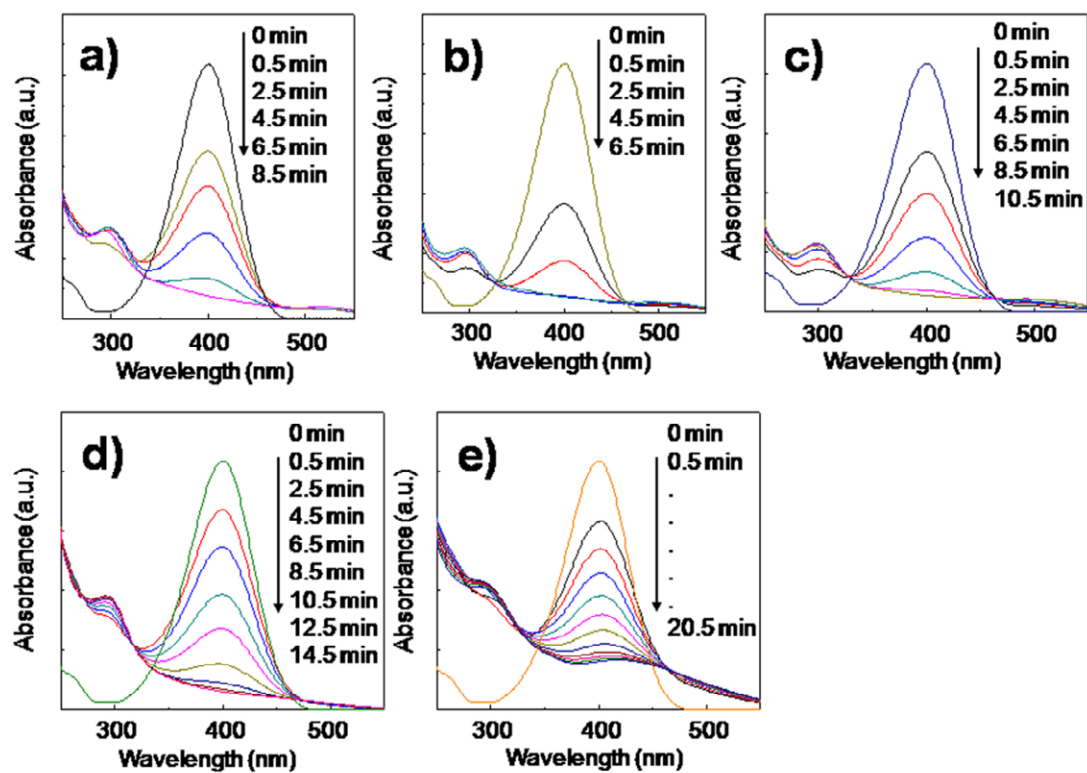 a)
0 min
0.5 min
2.5 min
4.5 min
6.5 min
8.5 min
Absorbance (a.u.)
300 400 500
Wavelength (nm)
b)
0 min
0.5 min
2.5 min
4.5 min
6.5 min
Absorbance (a.u.)
300 400 500
Wavelength (nm)
c)
0 min
0.5 min
2.5 min
4.5 min
6.5 min
8.5 min
10.5 min
Absorbance (a.u.)
300 400 500
Wavelength (nm)
d)
0 min
0.5 min
2.5 min
4.5 min
6.5 min
8.5 min
10.5 min
12.5 min
14.5 min
Absorbance (a.u.)
300 400 500
Wavelength (nm)
e)
0 min
0.5 min
.
.
.
.
20.5 min
Absorbance (a.u.)
300 400 500
Wavelength (nm)